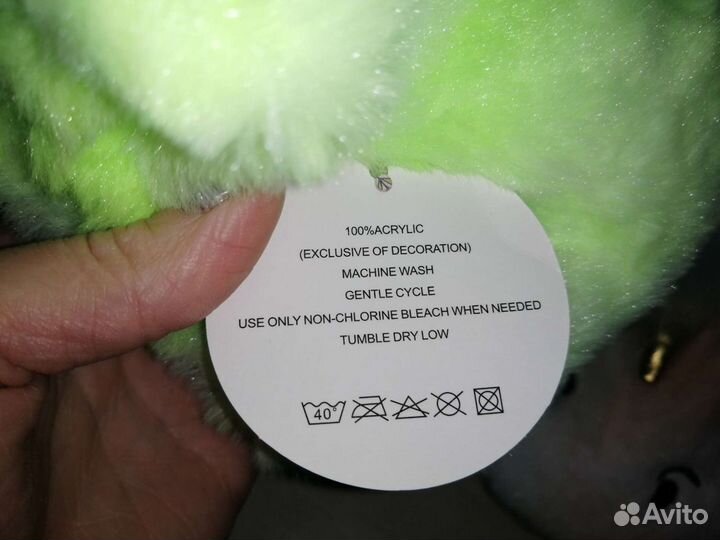 100%ACRYLIC
(EXCLUSIVE OF DECORATION)
MACHINE WASH
GENTLE CYCLE
USE ONLY NON-CHLORINE BLEACH WHEN NEEDED
TUMBLE DRY LOW
40°
Avito